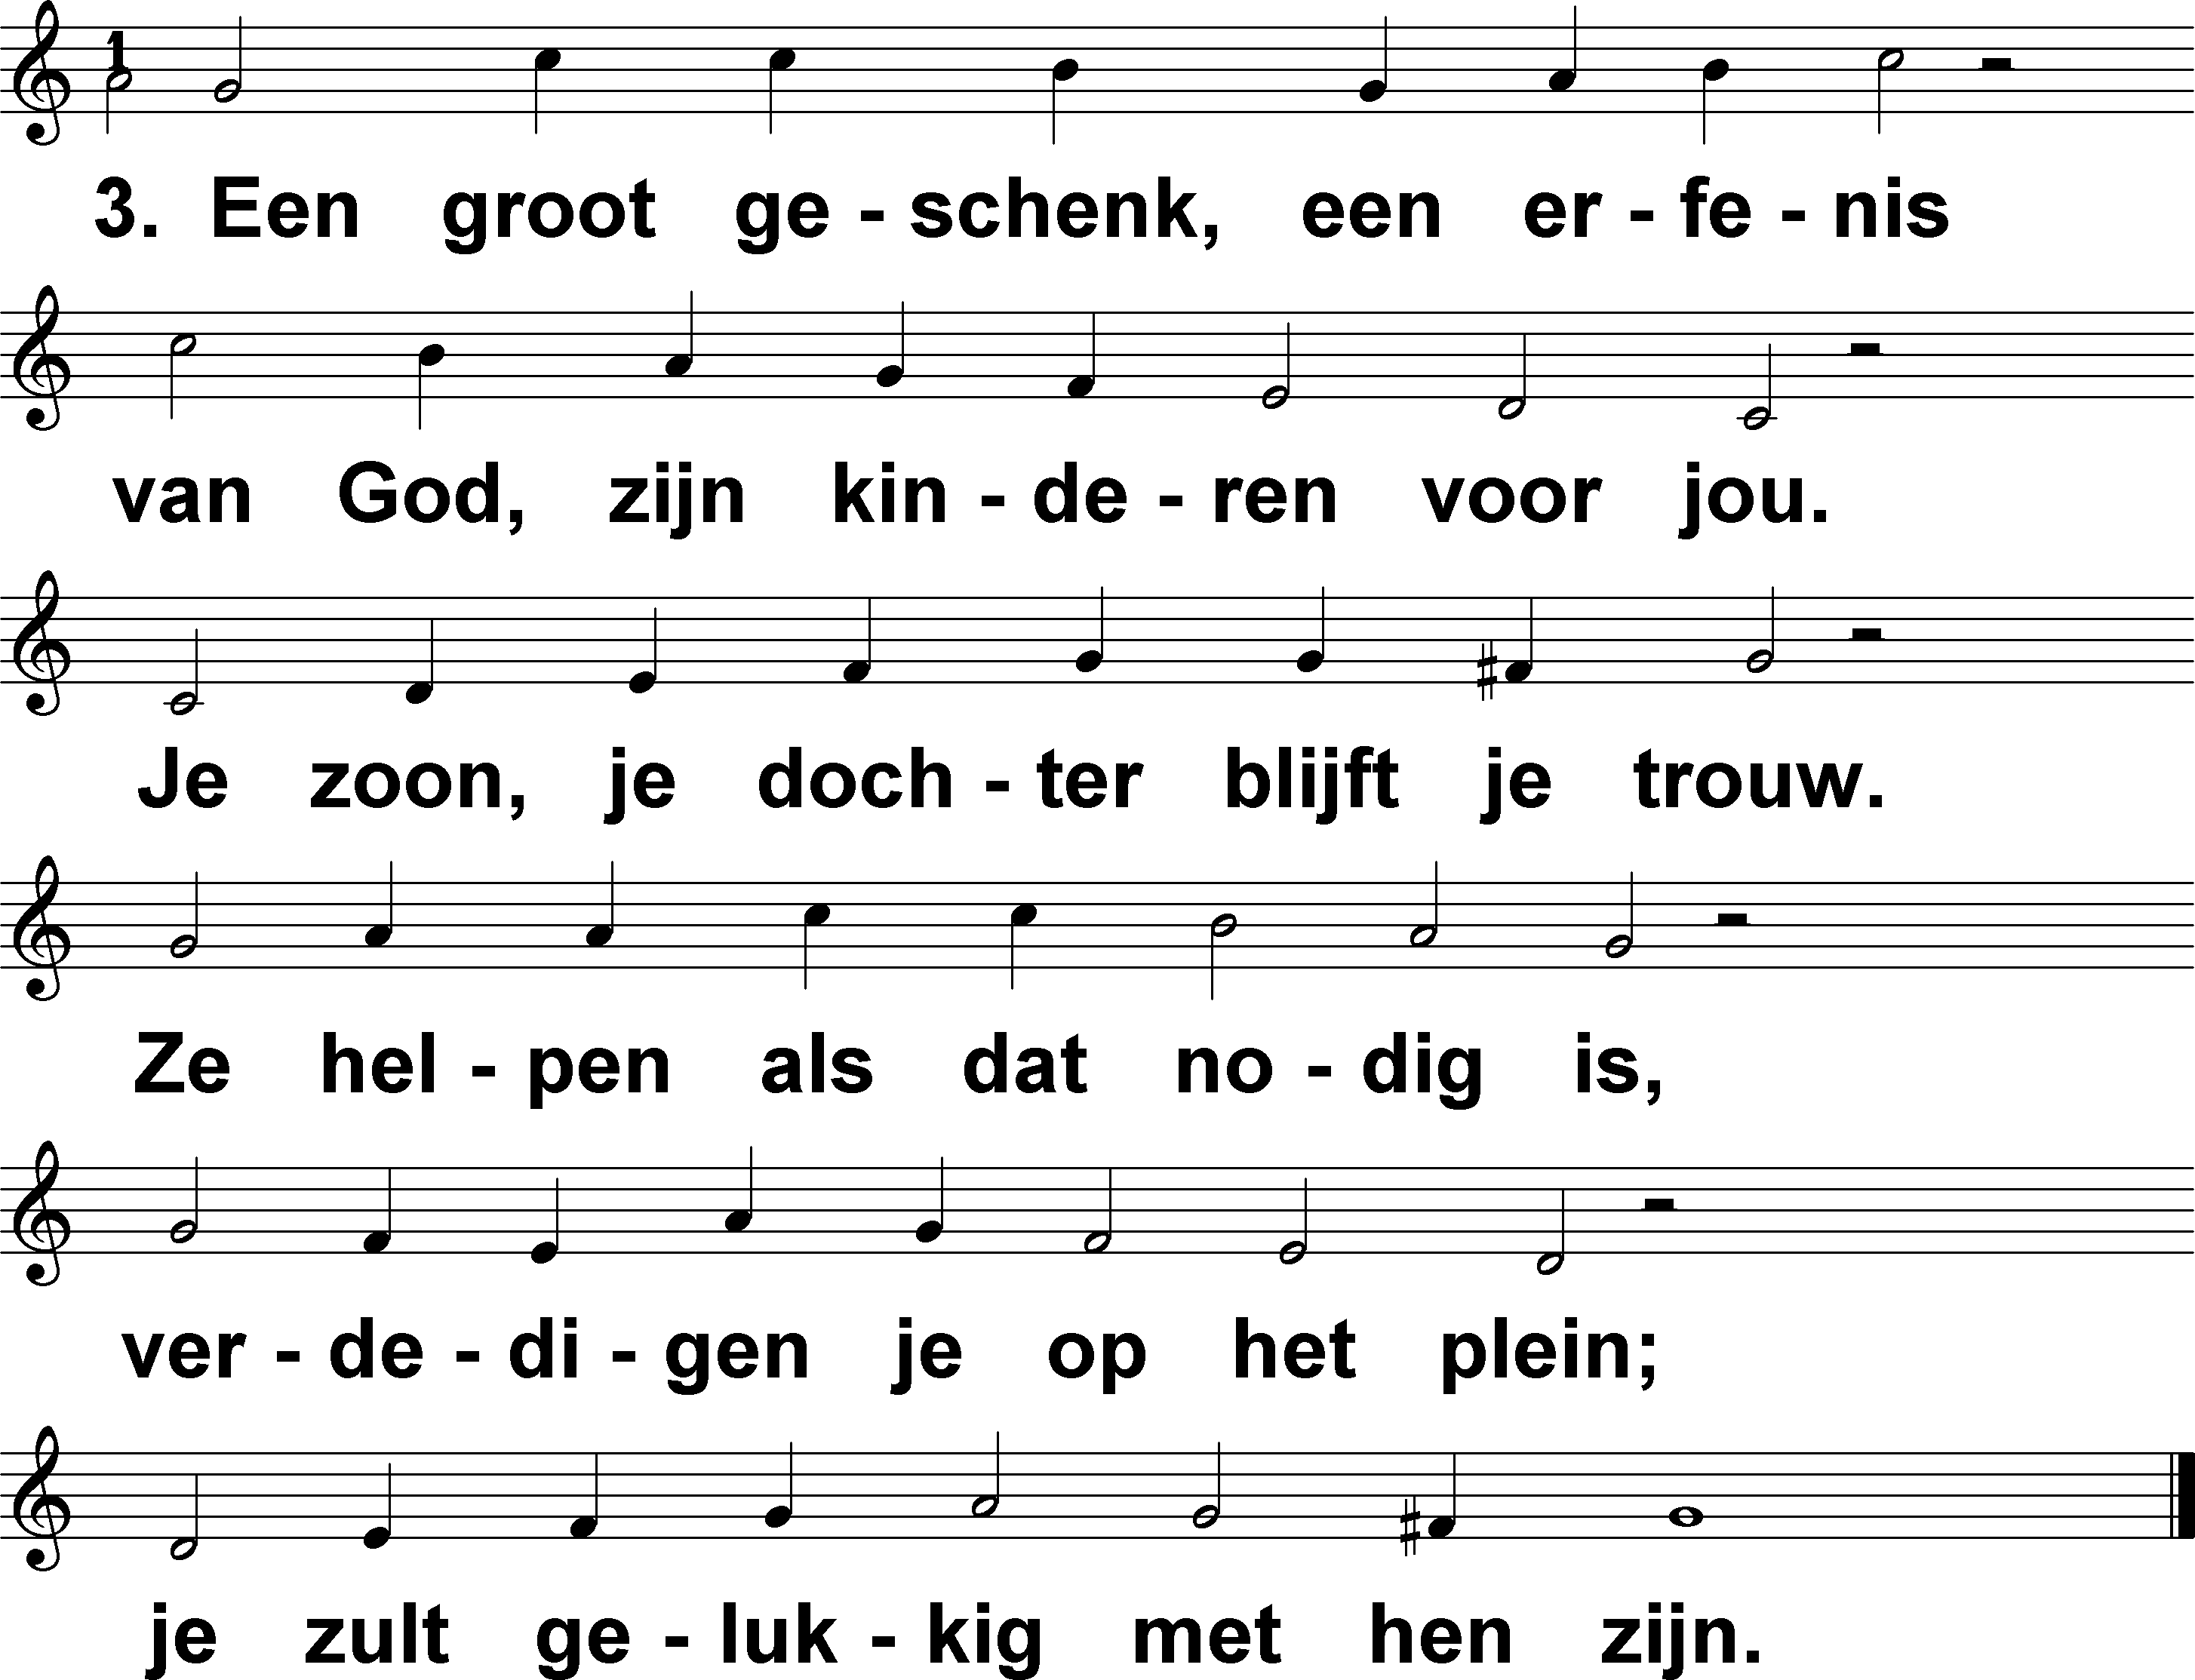 1
3. Een groot ge - schenk, een er - fe - nis
van God, zijn kin - de - ren voor jou.
Je zoon, je doch - ter blijft je trouw.
Ze hel - pen als dat no - dig is,
ver - de - di - gen je op het plein;
je zult ge - luk - kig met hen zijn.